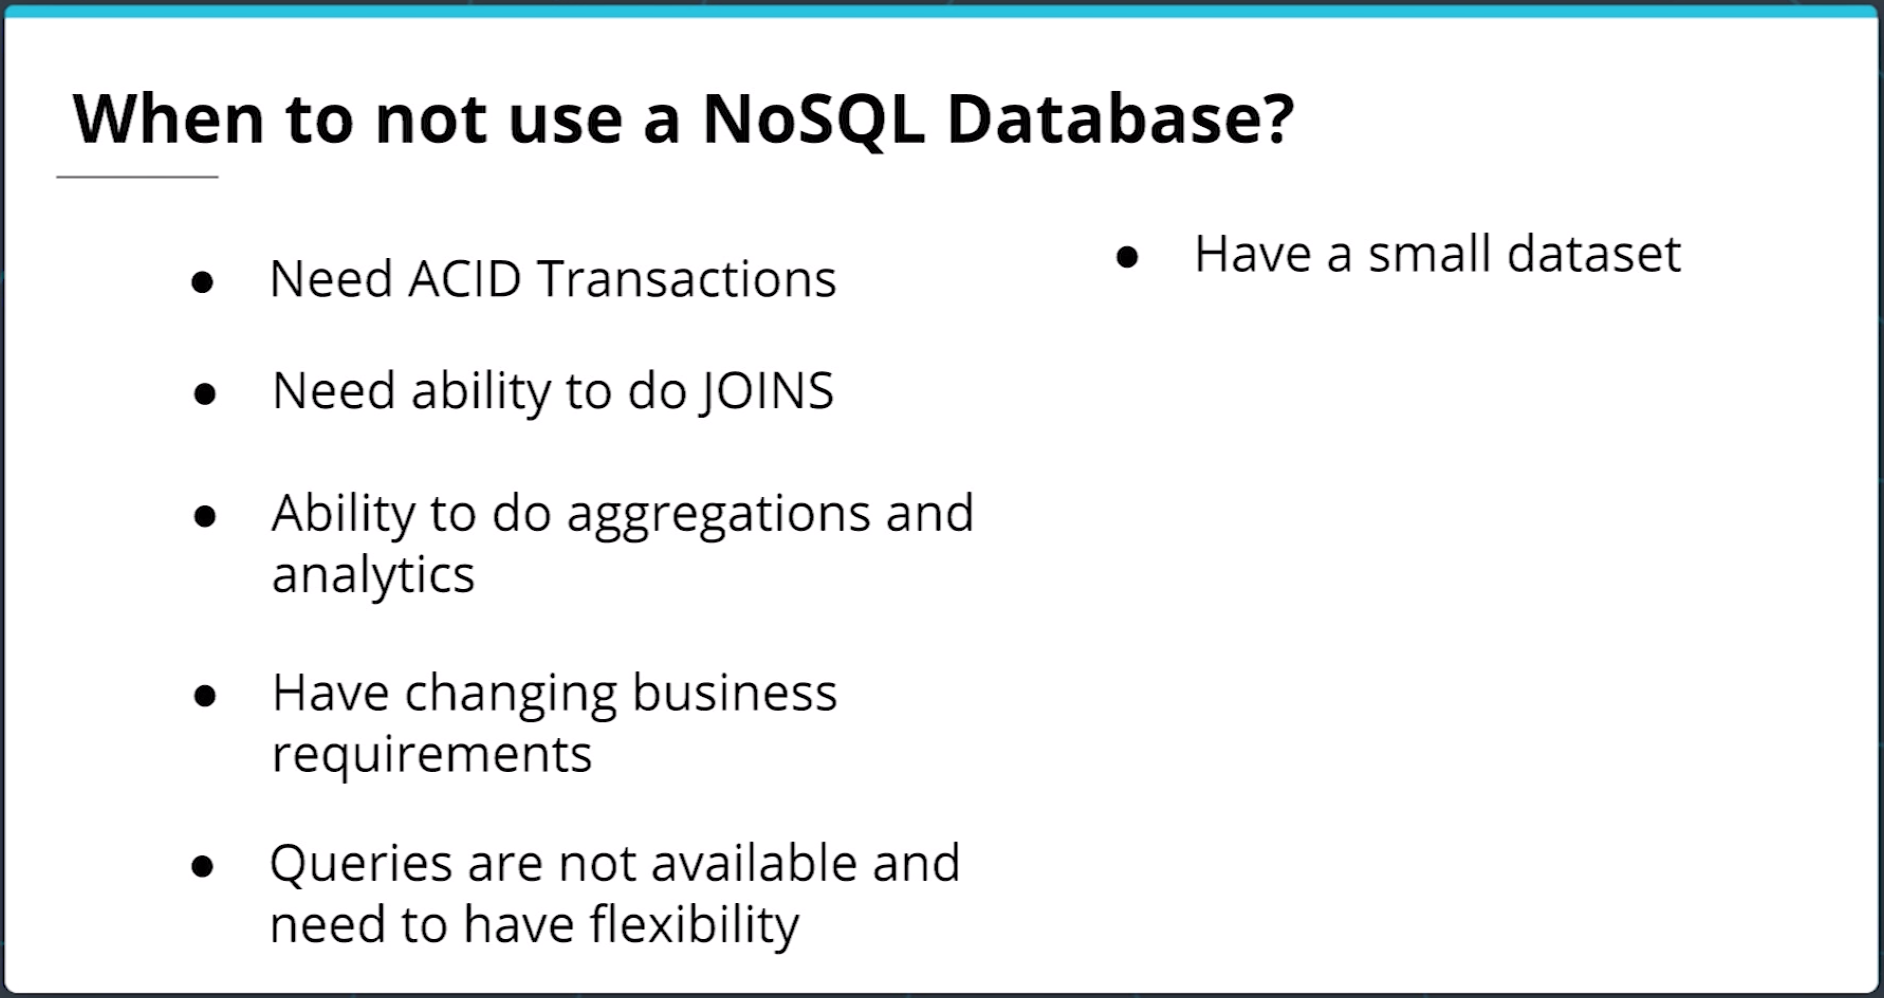 When to not use a NoSQL Database?
● Need ACID Transactions
● Need ability to do JOINS
● Ability to do aggregations and
analytics
● Have changing business
requirements
● Queries are not available and
need to have flexibility
● Have a small dataset